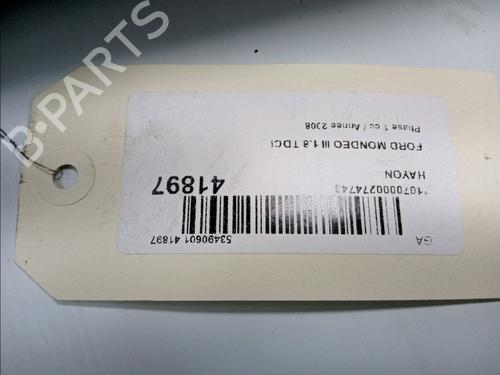 GA
53490601 41897
*1070000274743
HAYON
41897
FORD MONDEO III 1.8 TDCI
Phase 1 cc / Annee 2008
B-PARTS